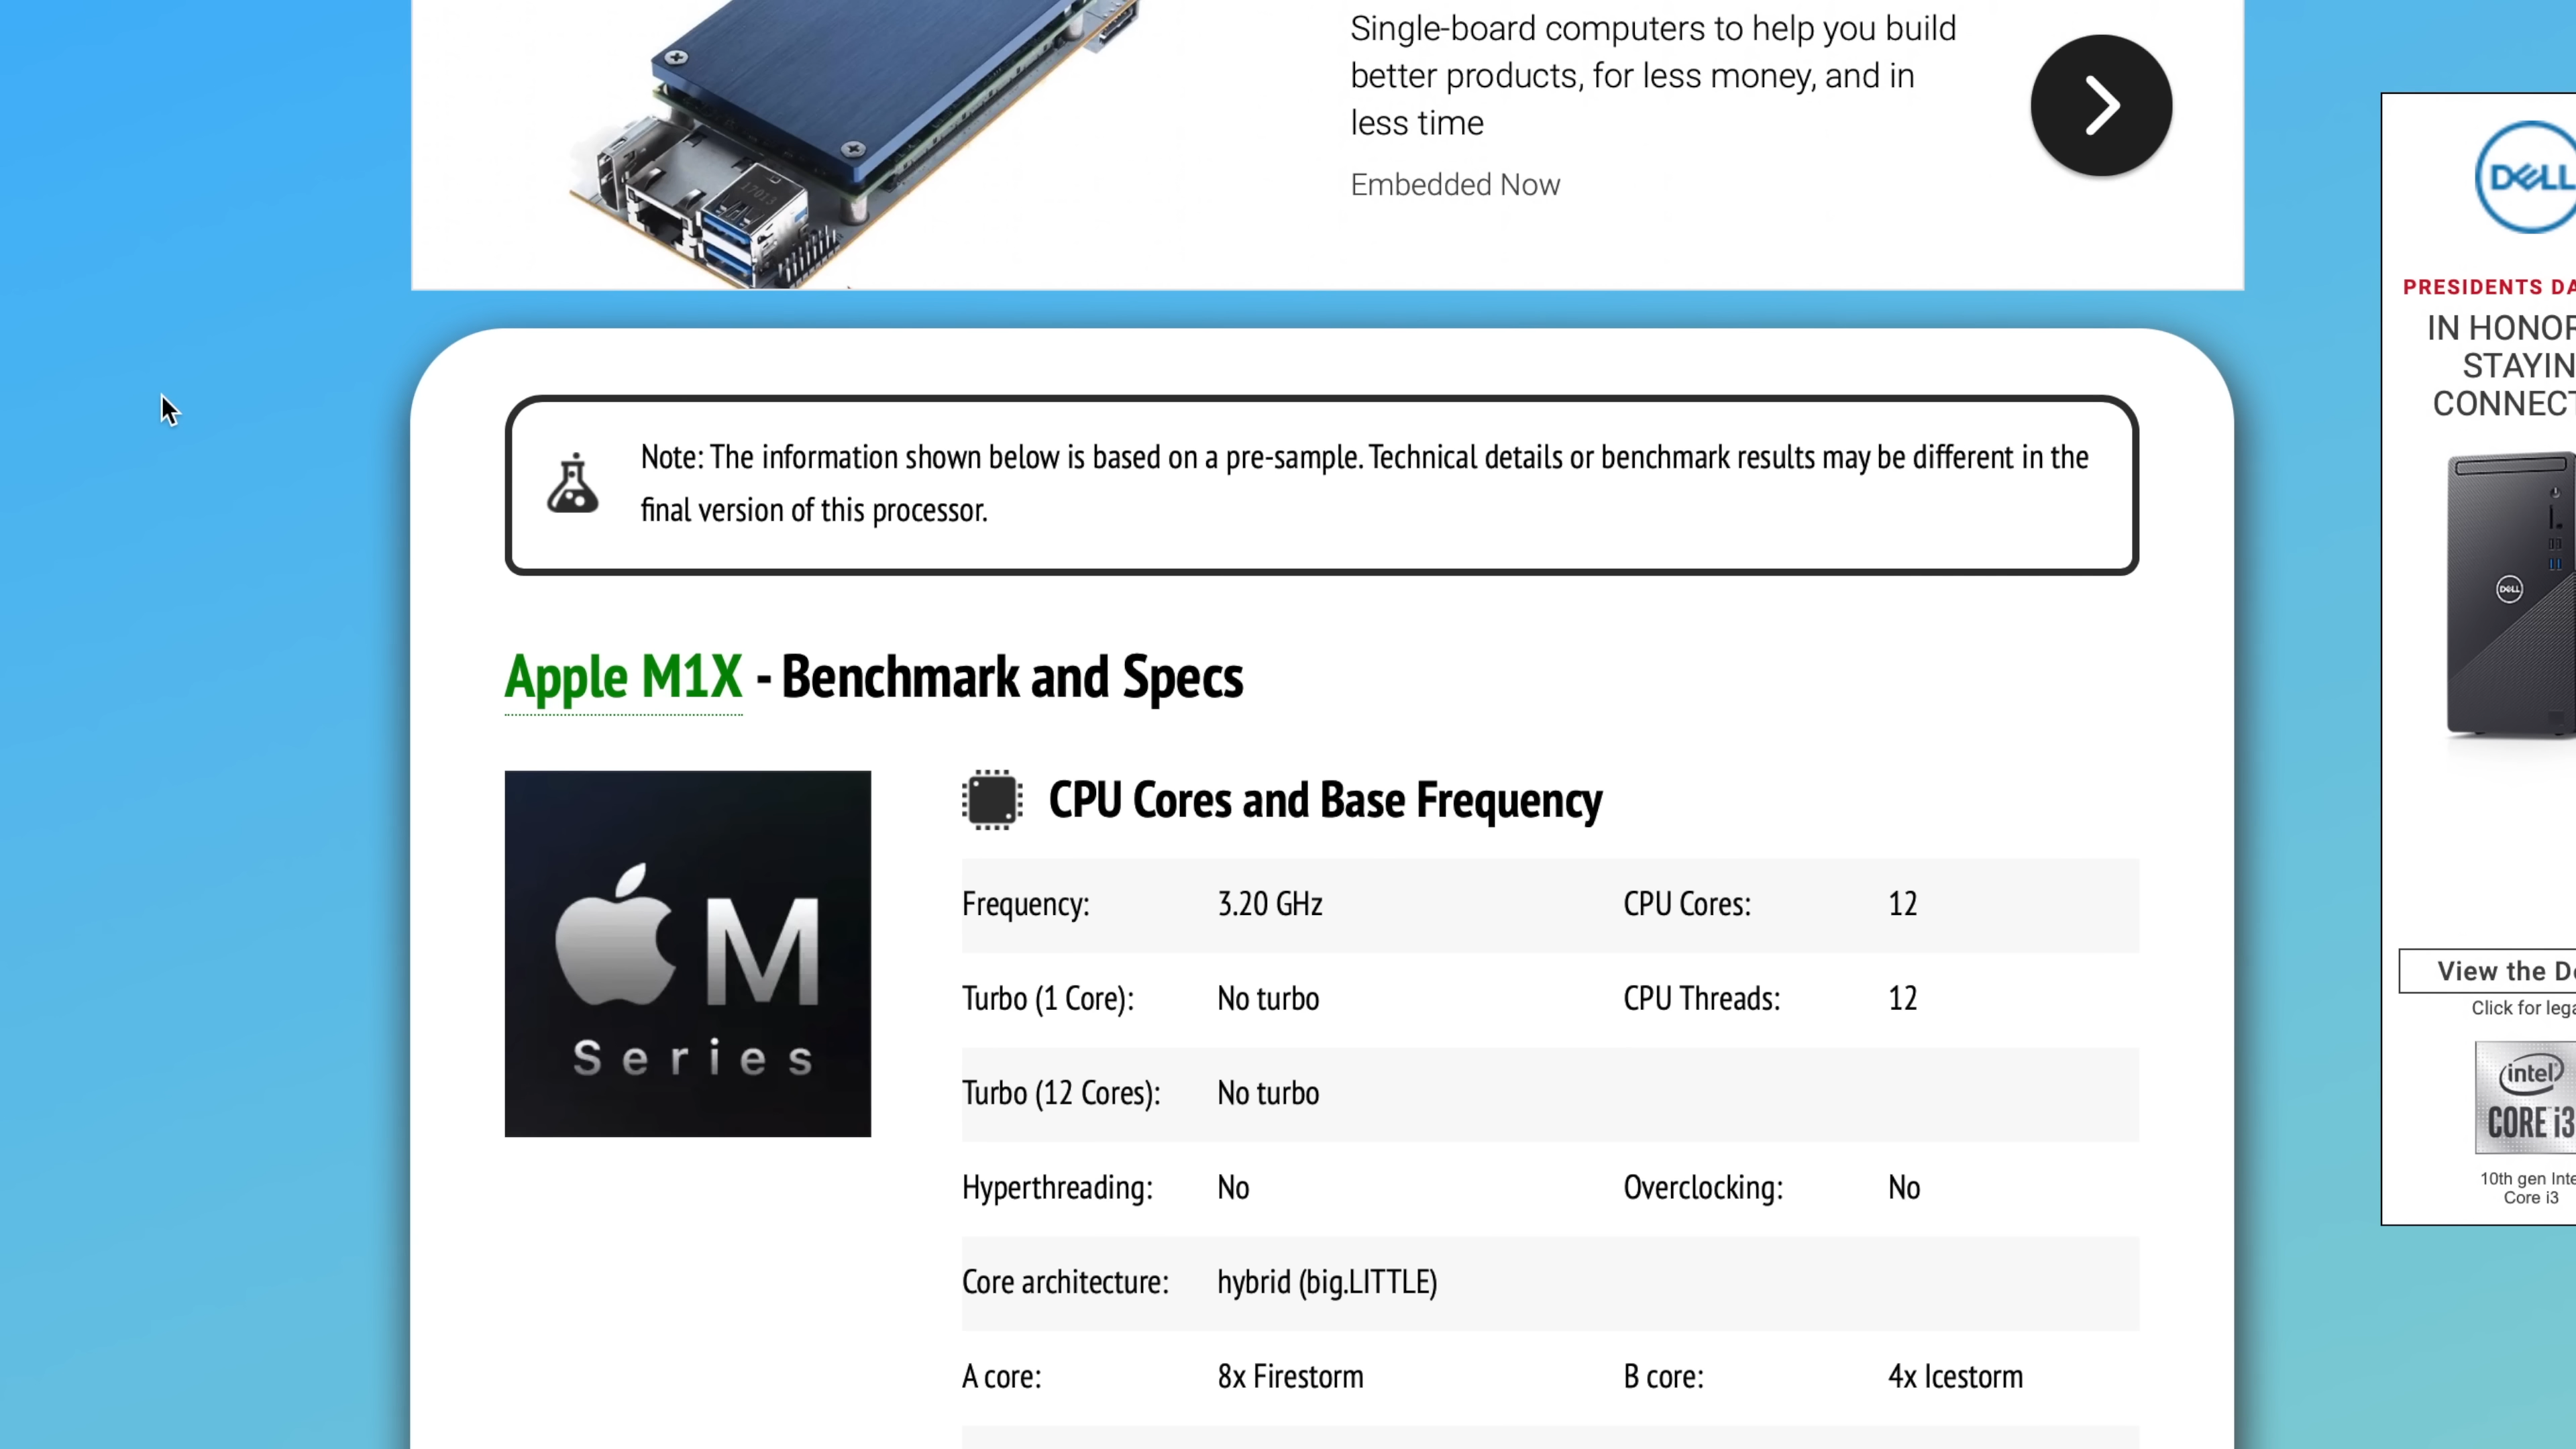 Single-board computers to help you build
better products, for less money, and in
less time
Embedded Now
17013
DELL
PRESIDENTS DA
IN HONOR
STAYIN
CONNECT
DELL
View the De
Click for lega
intel
CORE i3
10th gen Inte
Core i3
Note: The information shown below is based on a pre-sample. Technical details or benchmark results may be different in the
final version of this processor.
Apple M1X - Benchmark and Specs
M
Series
CPU Cores and Base Frequency
Frequency: 3.20 GHz CPU Cores: 12
Turbo (1 Core): No turbo CPU Threads: 12
Turbo (12 Cores): No turbo
Hyperthreading: No Overclocking: No
Core architecture: hybrid (big.LITTLE)
A core: 8x Firestorm B core: 4x Icestorm